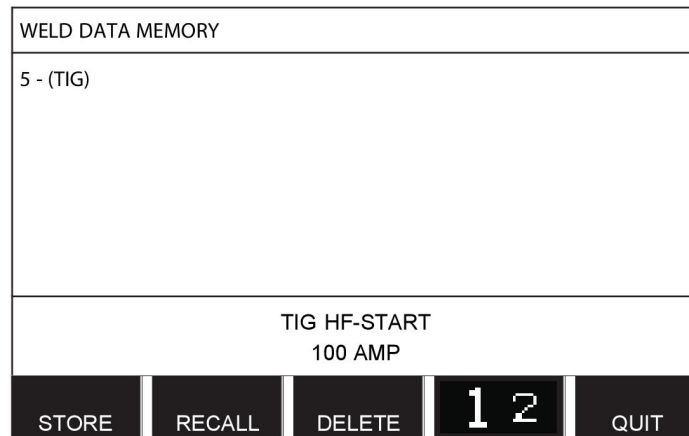 WELD DATA MEMORY
5 - (TIG)
TIG HF-START
100 AMP
STORE RECALL DELETE 1 2 QUIT